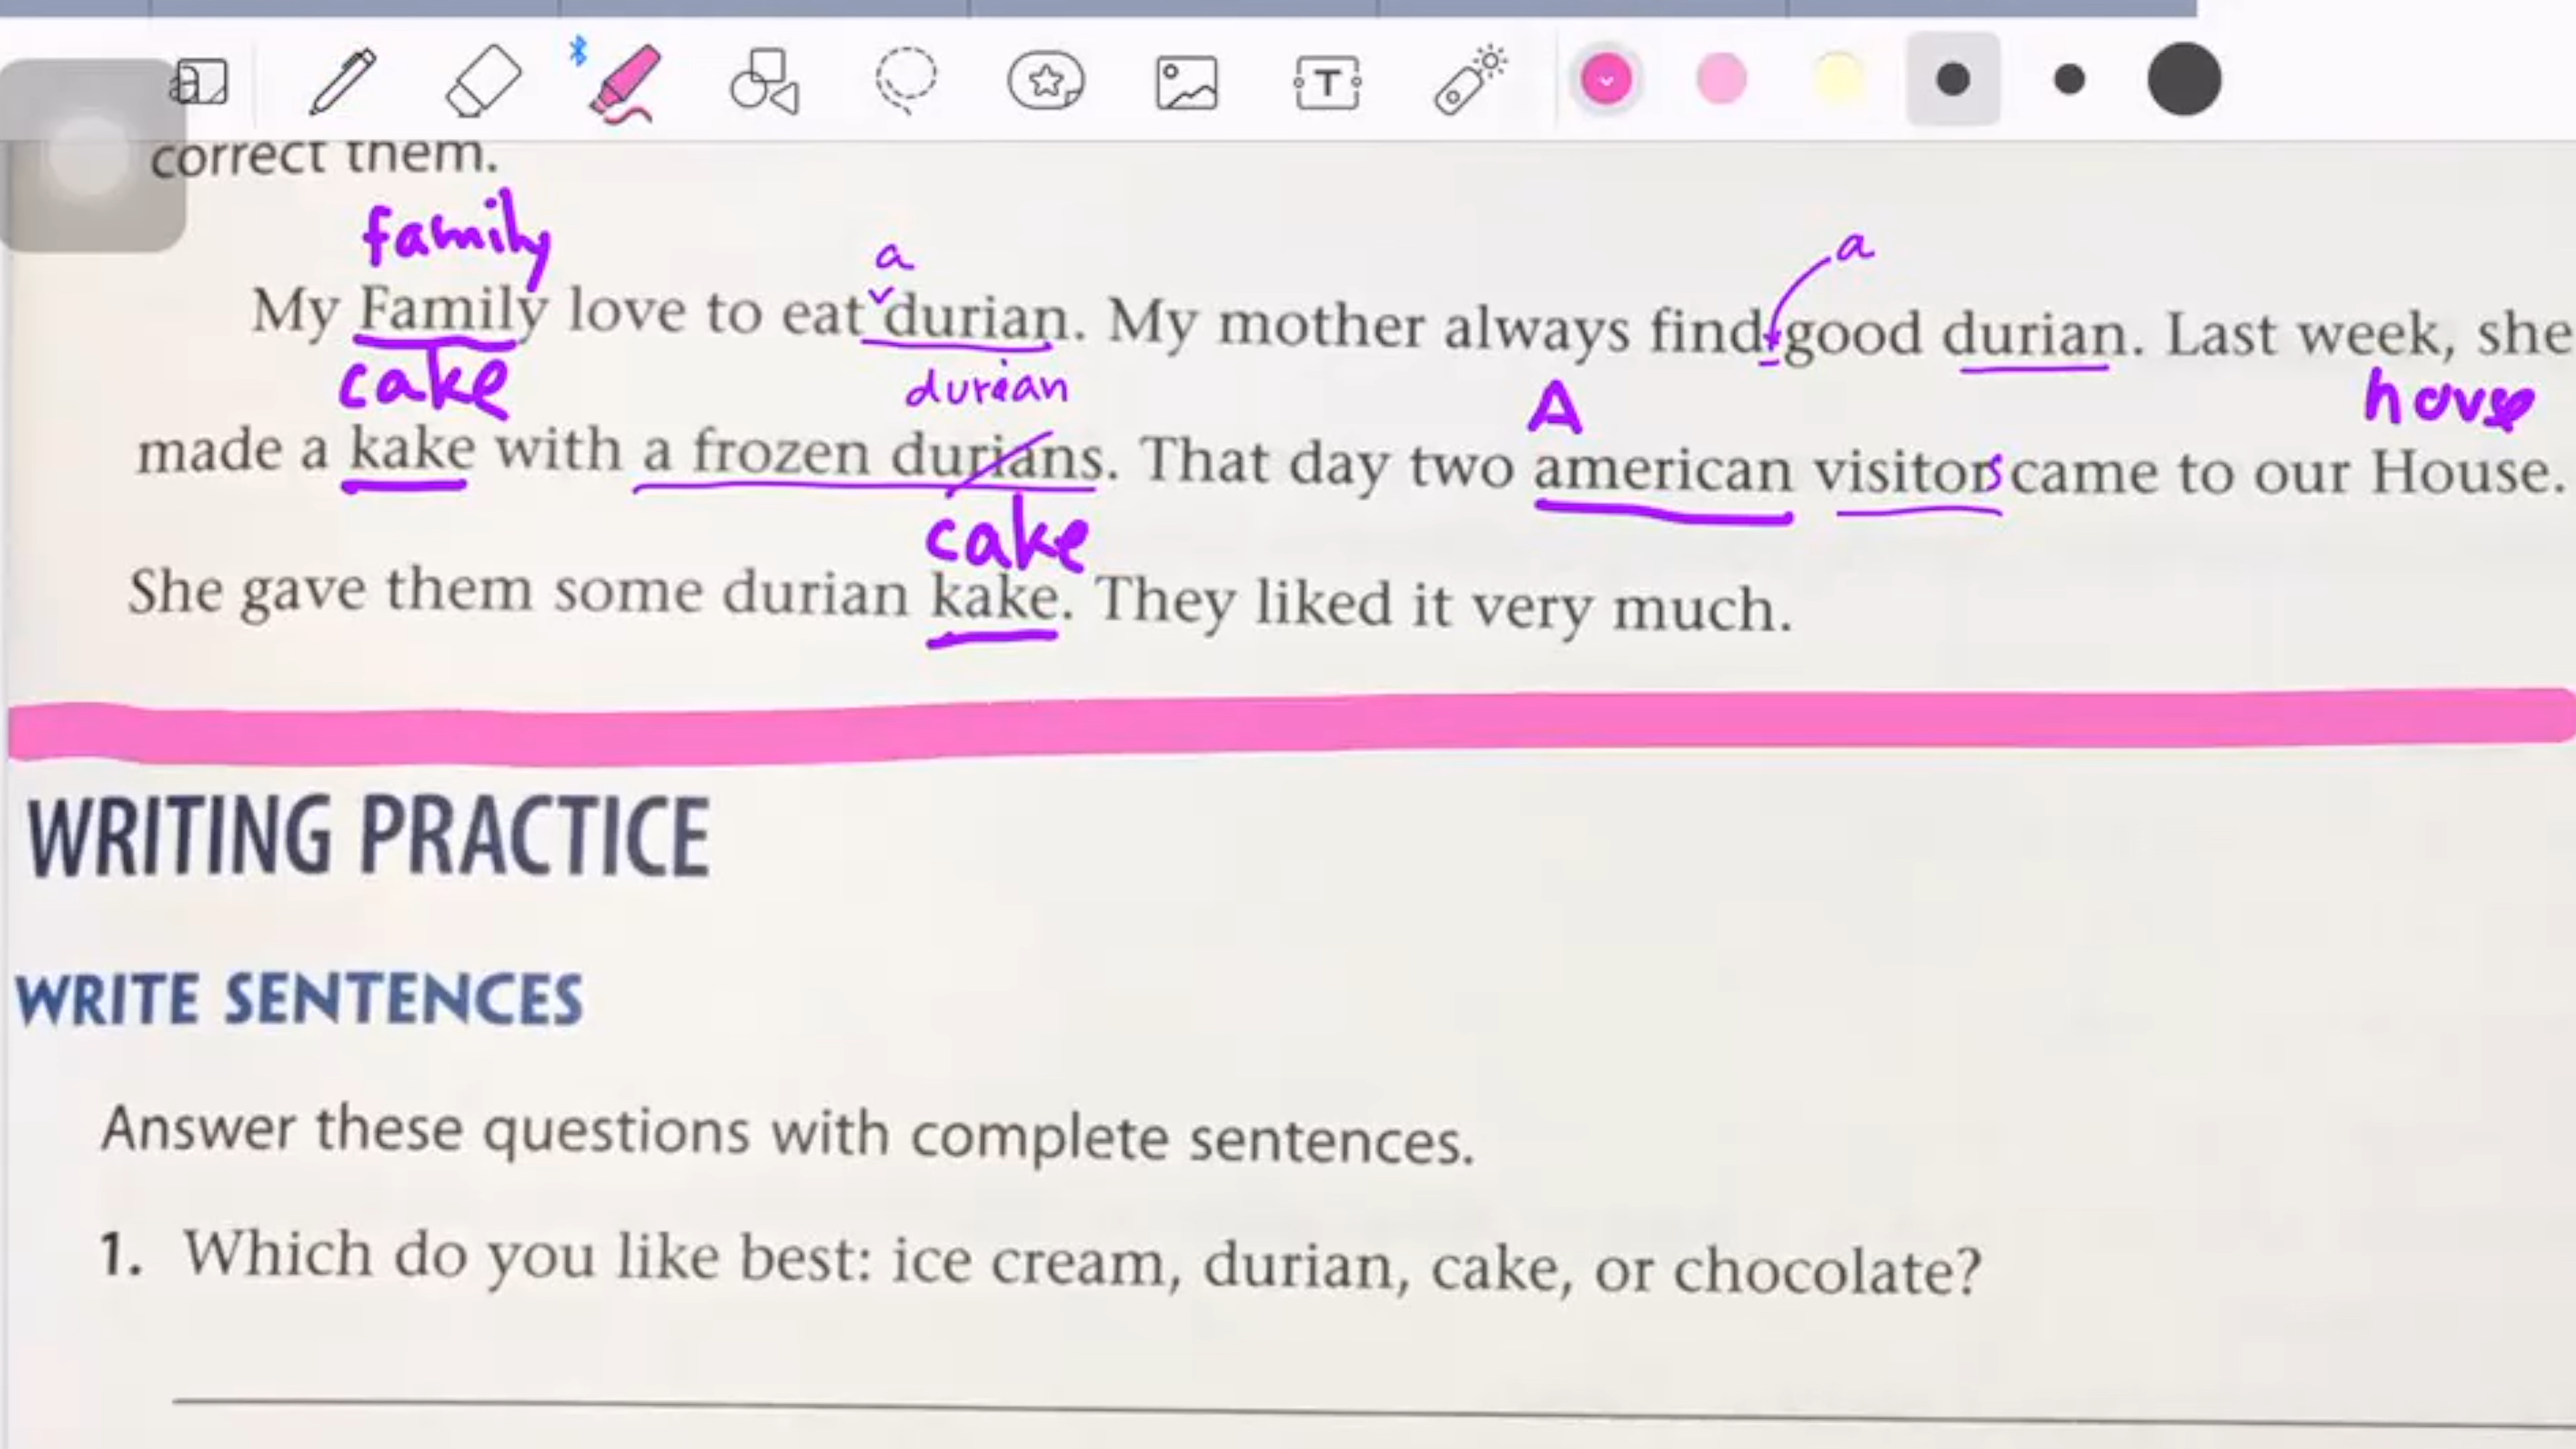 correct them.
family
a
a
My Family love to eat durian. My mother always find good durian. Last week, she
cake
durian
A
house
made a kake with a frozen durians. That day two american visitors came to our House.
cake
She gave them some durian kake. They liked it very much.
WRITING PRACTICE
WRITE SENTENCES
Answer these questions with complete sentences.
1. Which do you like best: ice cream, durian, cake, or chocolate?